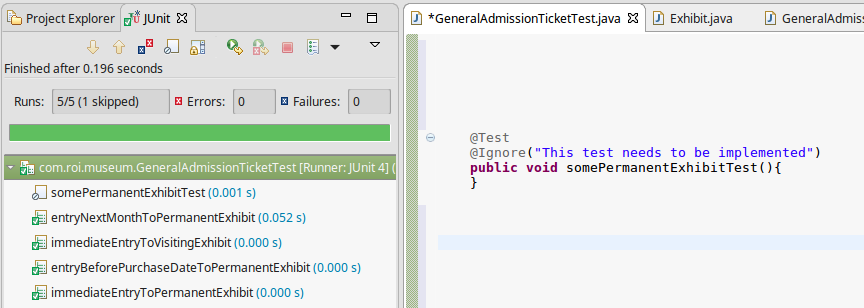 Project Explorer JUnit
Finished after 0.196 seconds
Runs: 5/5 (1 skipped) Errors: 0 Failures: 0
com.roi.museum.GeneralAdmissionTicketTest [Runner: JUnit 4] (
somePermanentExhibitTest (0.001 s)
entryNextMonthToPermanentExhibit (0.052 s)
immediateEntryToVisitingExhibit (0.000 s)
entryBeforePurchaseDateToPermanentExhibit (0.000 s)
immediateEntryToPermanentExhibit (0.000 s)
*GeneralAdmissionTicketTest.java Exhibit.java GeneralAdmiss
@Test
@Ignore("This test needs to be implemented")
public void somePermanentExhibitTest(){
}